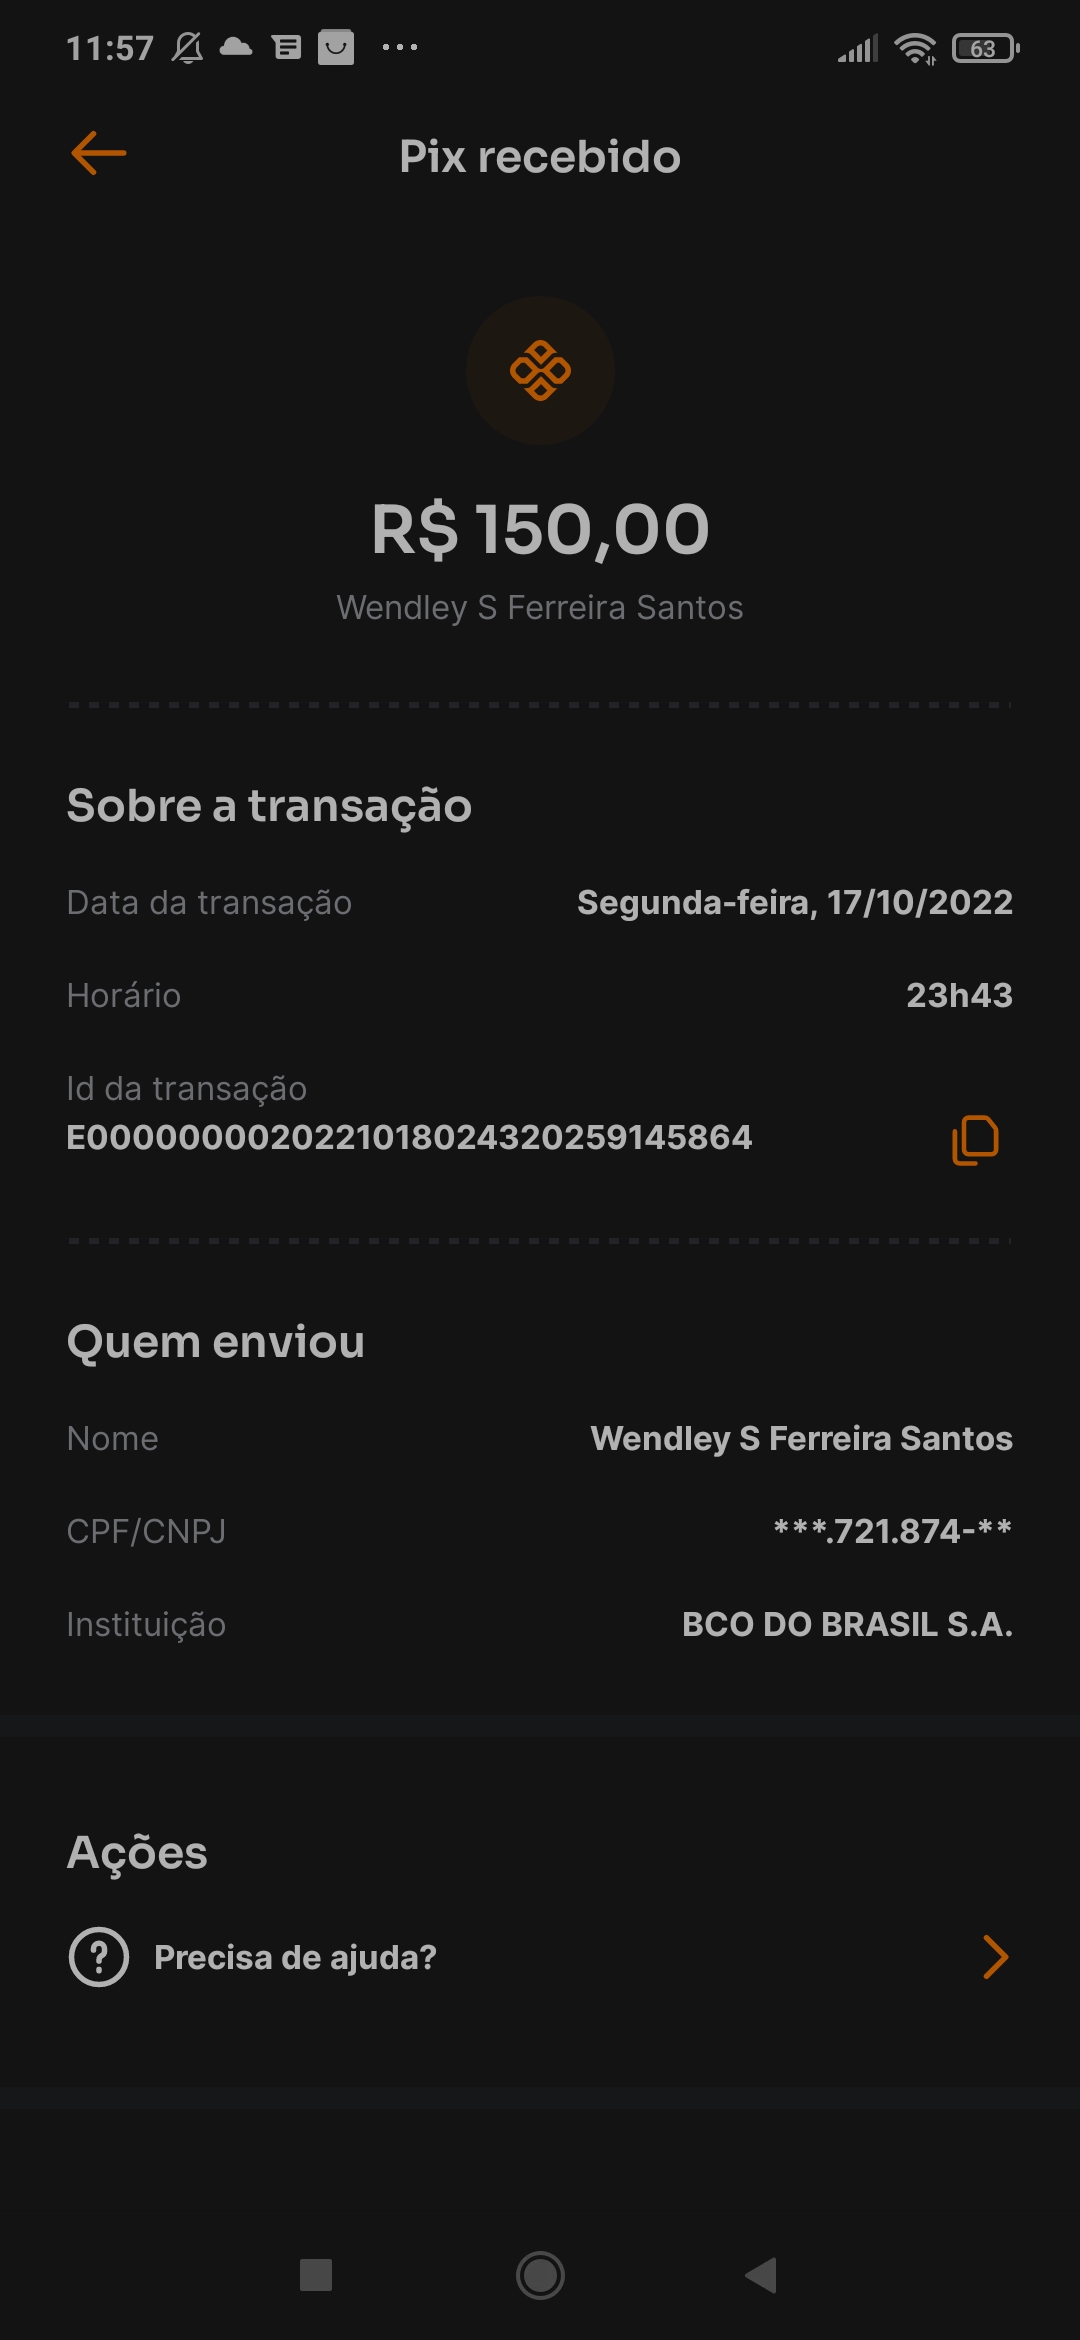 11:57
63
Pix recebido
R$ 150,00
Wendley S Ferreira Santos
Sobre a transação
Data da transação Segunda-feira, 17/10/2022
Horário 23h43
Id da transação
E0000000020221018024320259145864
Quem enviou
Nome Wendley S Ferreira Santos
CPF/CNPJ ***.721.874-**
Instituição BCO DO BRASIL S.A.
Ações
Precisa de ajuda?